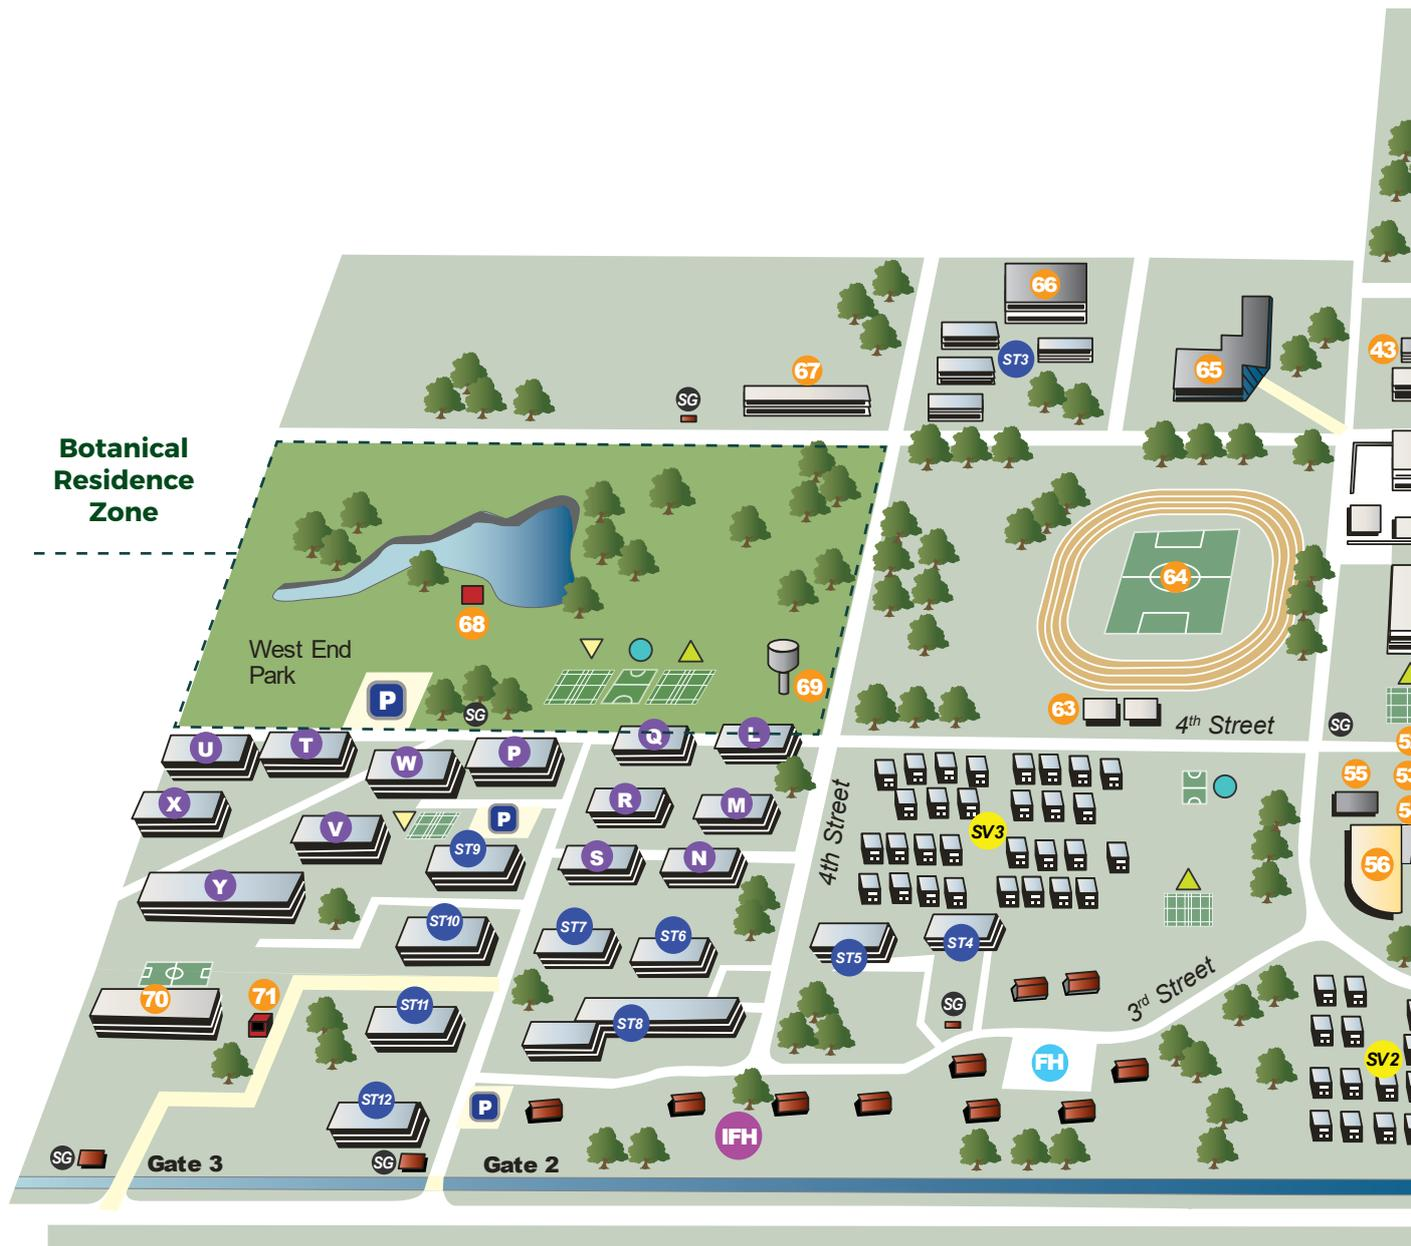 66
43
ST3
65
67
SG
Botanical
Residence
Zone
64
68
West End
Park
69
P
SG
63
4th Street
SG
U
T
W
P
Q
L
55
X
R
M
4th Street
V
P
SV3
ST9
S
N
56
Y
ST10
ST7
ST6
ST5
ST4
70
71
ST11
ST8
SG
3rd Street
FH
SV2
ST12
P
IFH
SG
Gate 3
SG
Gate 2